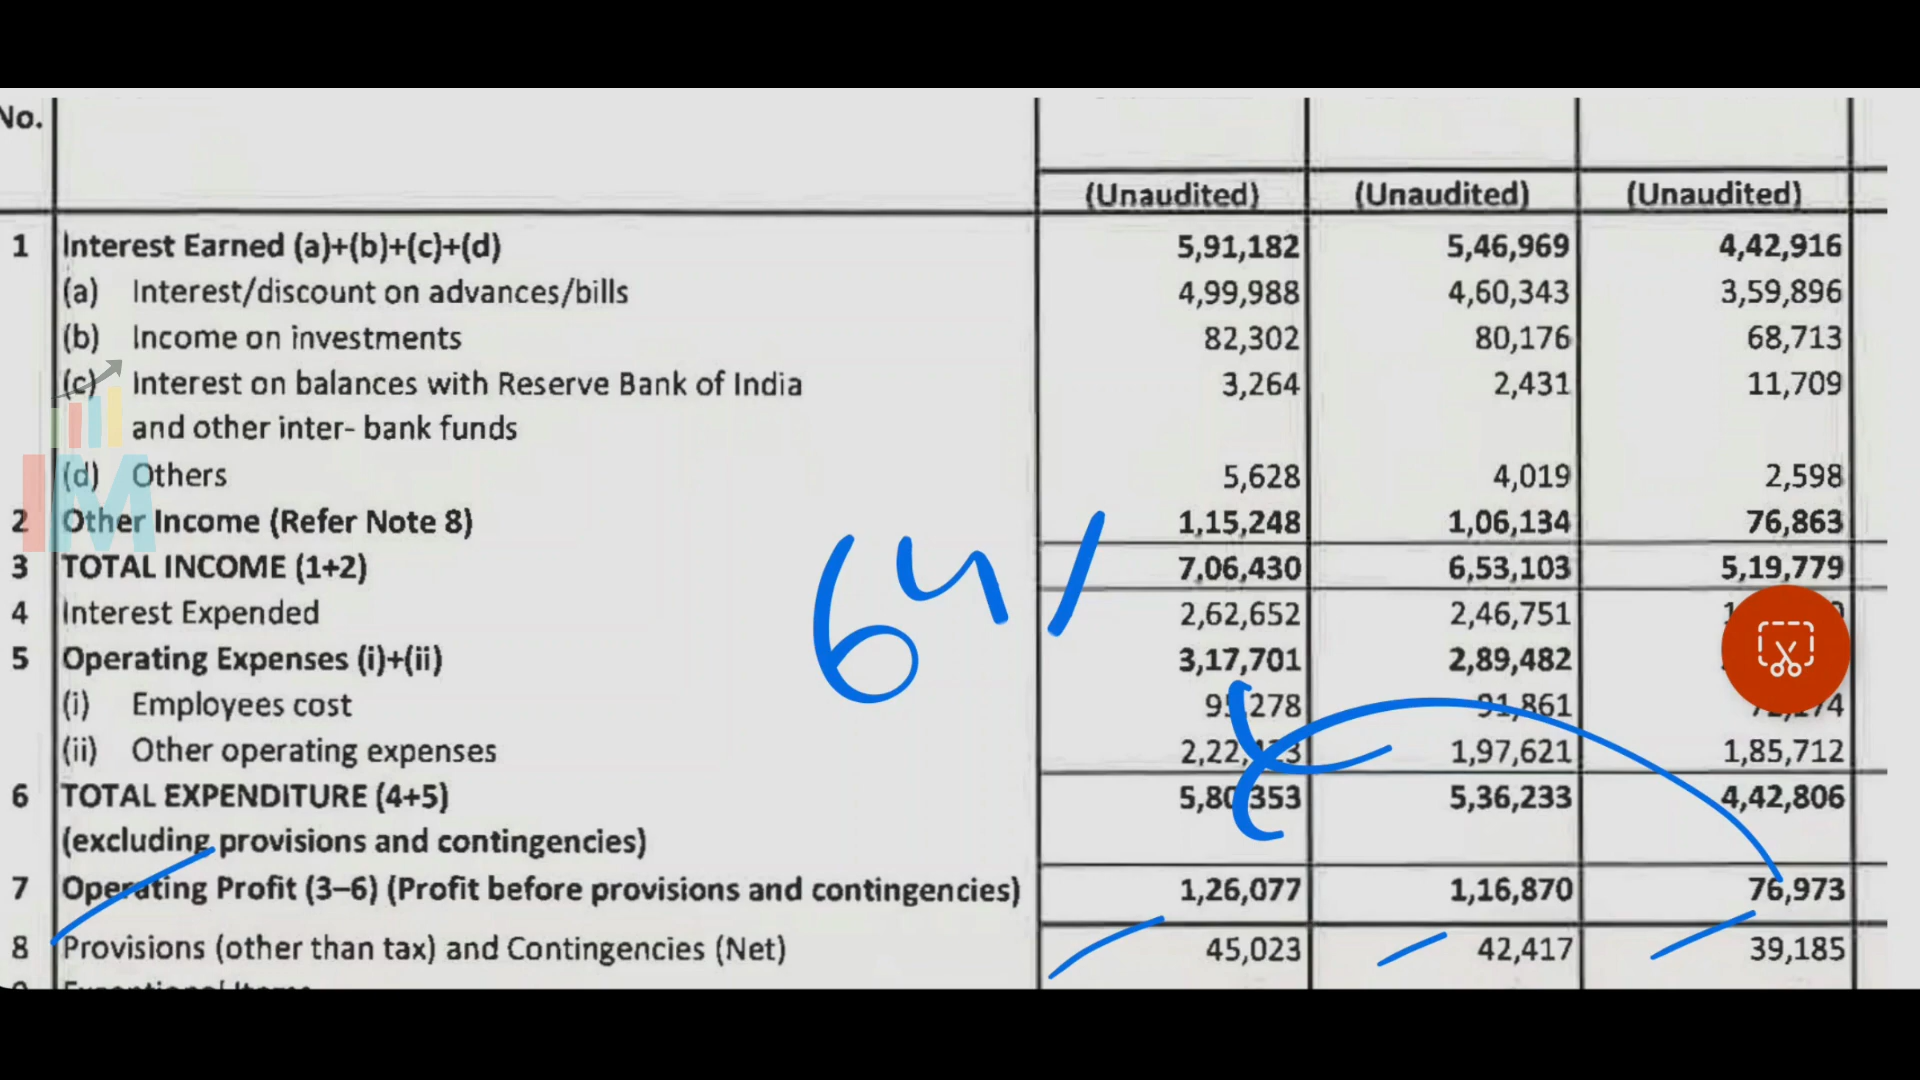 No.
(Unaudited) (Unaudited) (Unaudited)
1 Interest Earned (a)+(b)+(c)+(d) 5,91,182 5,46,969 4,42,916
(a) Interest/discount on advances/bills 4,99,988 4,60,343 3,59,896
(b) Income on investments 82,302 80,176 68,713
(c) Interest on balances with Reserve Bank of India 3,264 2,431 11,709
and other inter- bank funds
(d) Others 5,628 4,019 2,598
IM
2 Other Income (Refer Note 8) 1,15,248 1,06,134 76,863
3 TOTAL INCOME (1+2) 7,06,430 6,53,103 5,19,779
64/
4 Interest Expended 2,62,652 2,46,751
5 Operating Expenses (i)+(ii) 3,17,701 2,89,482
(i) Employees cost 95,278 91,861
(ii) Other operating expenses 1,97,621 1,85,712
6 TOTAL EXPENDITURE (4+5) 5,80,353 5,36,233 4,42,806
(excluding provisions and contingencies)
7 Operating Profit (3–6) (Profit before provisions and contingencies) 1,26,077 1,16,870 76,973
8 Provisions (other than tax) and Contingencies (Net) 45,023 42,417 39,185